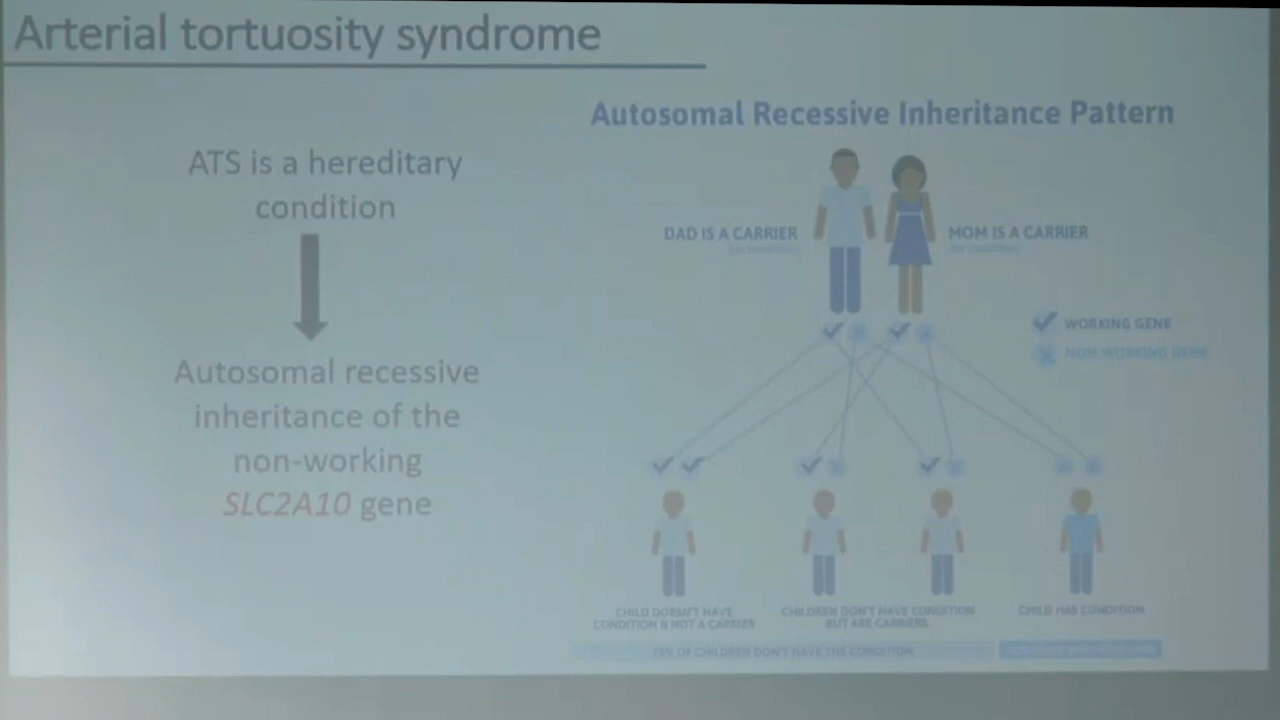 Arterial tortuosity syndrome
ATS is a hereditary
condition
Autosomal recessive
inheritance of the
non-working
SLC2A10 gene
Autosomal Recessive Inheritance Pattern
DAD IS A CARRIER
MOM IS A CARRIER
WORKING GENE
NON-WORKING GENE
CHILD DOESN'T HAVE
CONDITION & NOT A CARRIER
CHILDREN DON'T HAVE CONDITION
BUT ARE CARRIERS
CHILD HAS CONDITION
75% OF CHILDREN DON'T HAVE THE CONDITION